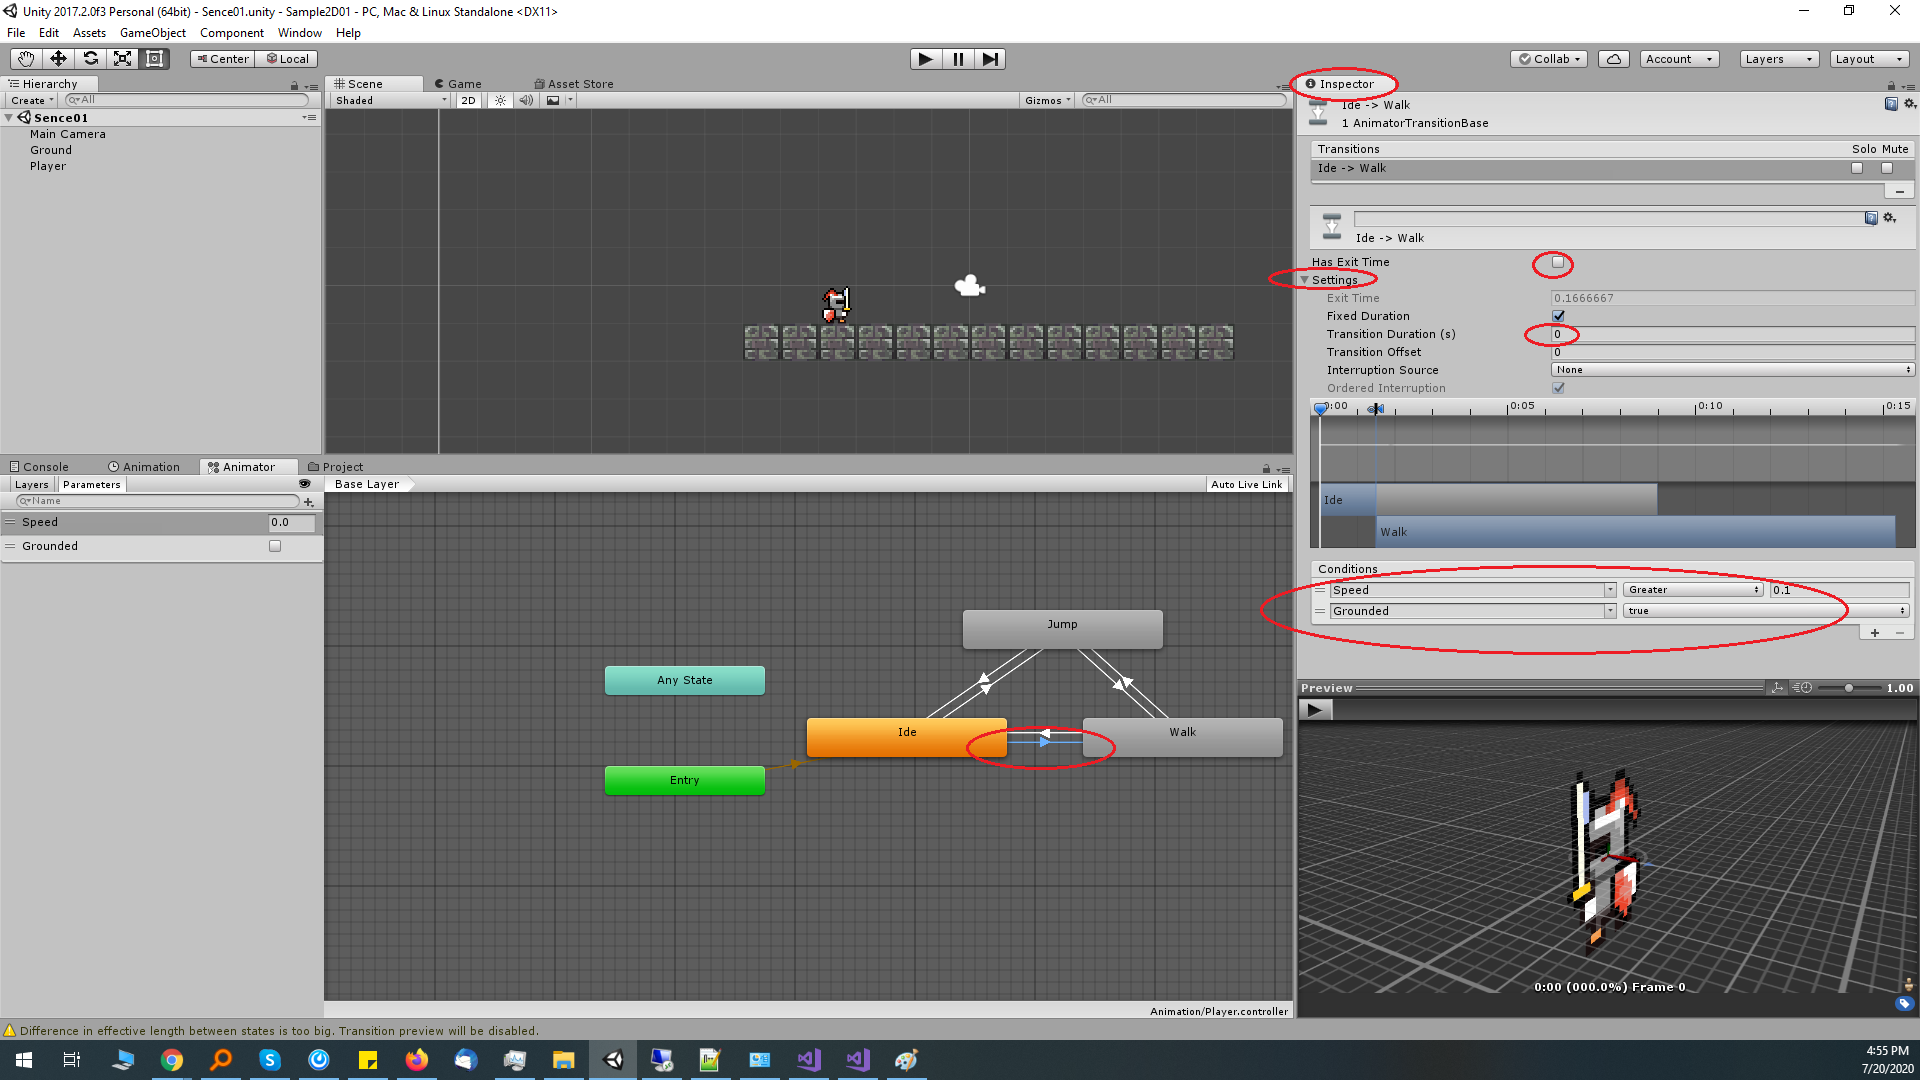 Unity 2017.2.0f3 Personal (64bit) - Sence01.unity - Sample2D01 - PC, Mac & Linux Standalone <DX11>
File Edit Assets GameObject Component Window Help
Center Local Collab Account Layers Layout
Hierarchy
Create All
Sence01
Main Camera
Ground
Player
Scene Game Asset Store
Shaded 2D Gizmos All
Inspector
Ide -> Walk
1 AnimatorTransitionBase
Transitions Solo Mute
Ide -> Walk
Ide -> Walk
Has Exit Time
Settings
Exit Time 0.1666667
Fixed Duration
Transition Duration (s) 0
Transition Offset 0
Interruption Source None
Ordered Interruption
0:00 0:05 0:10 0:15
Ide
Walk
Conditions
Speed Greater 0.1
Grounded true
Preview 1.00
0:00 (000.0%) Frame 0
Console Animation Animator Project
Layers Parameters Base Layer Auto Live Link
Name
Speed 0.0
Grounded
Jump
Any State
Ide Walk
Entry
Animation/Player.controller
Difference in effective length between states is too big. Transition preview will be disabled.
4:55 PM
7/20/2020